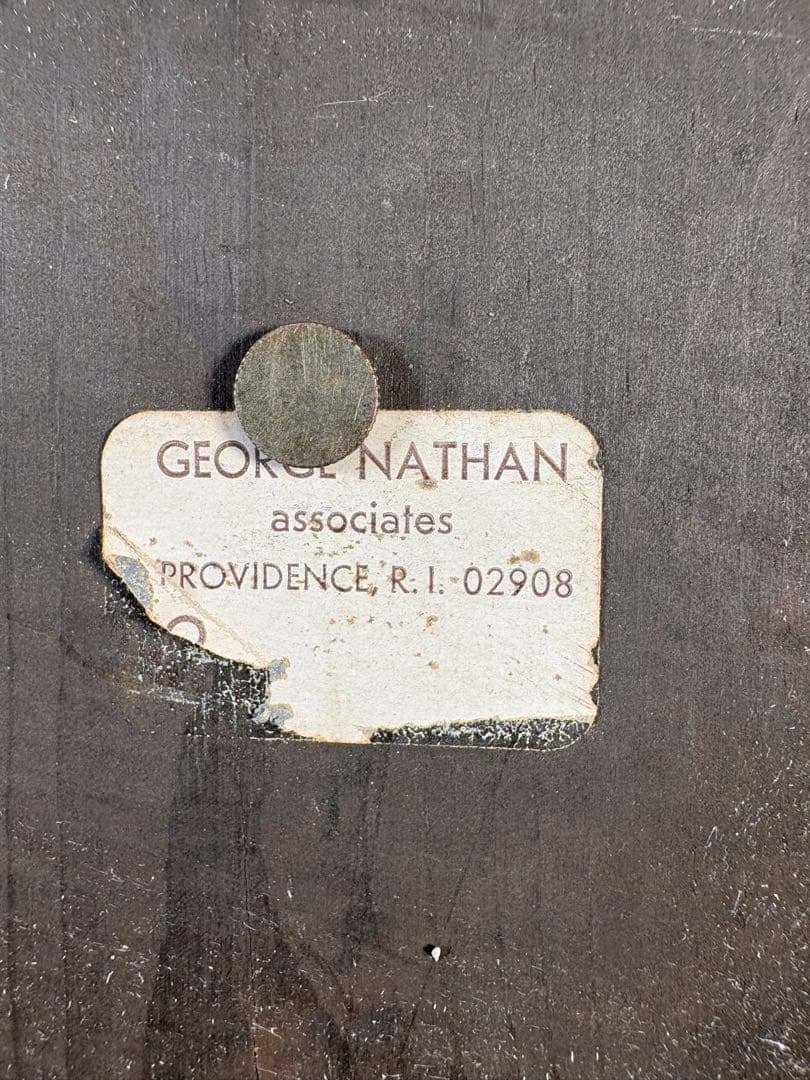 GEORGE NATHAN
associates
PROVIDENCE, R. I. 02908